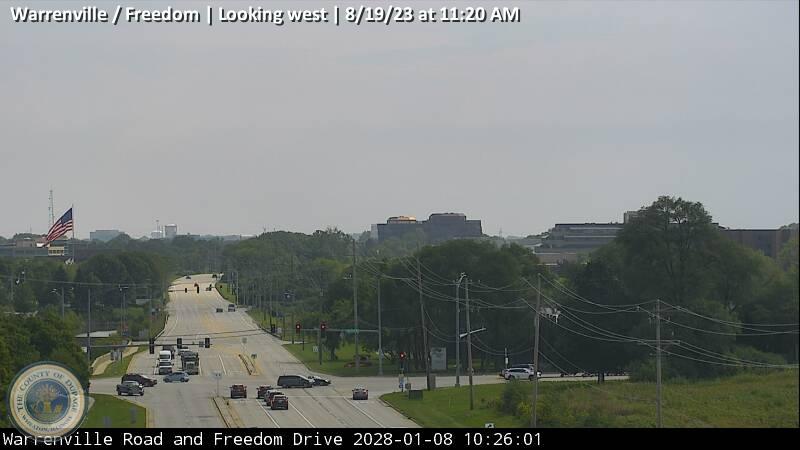 Warrenville / Freedom | Looking west | 8/19/23 at 11:20 AM
THE COUNTY OF DUPAGE
Warrenville Road and Freedom Drive 2028-01-08 10:26:01